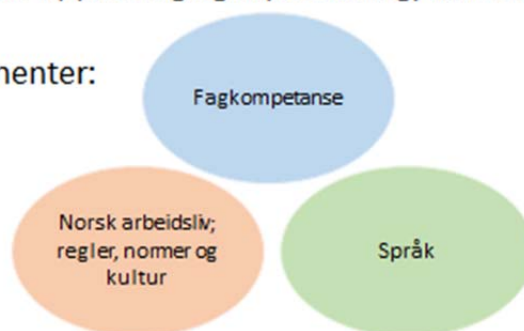 menter:
Fagkompetanse
Norsk arbeidsliv;
regler, normer og
kultur
Språk